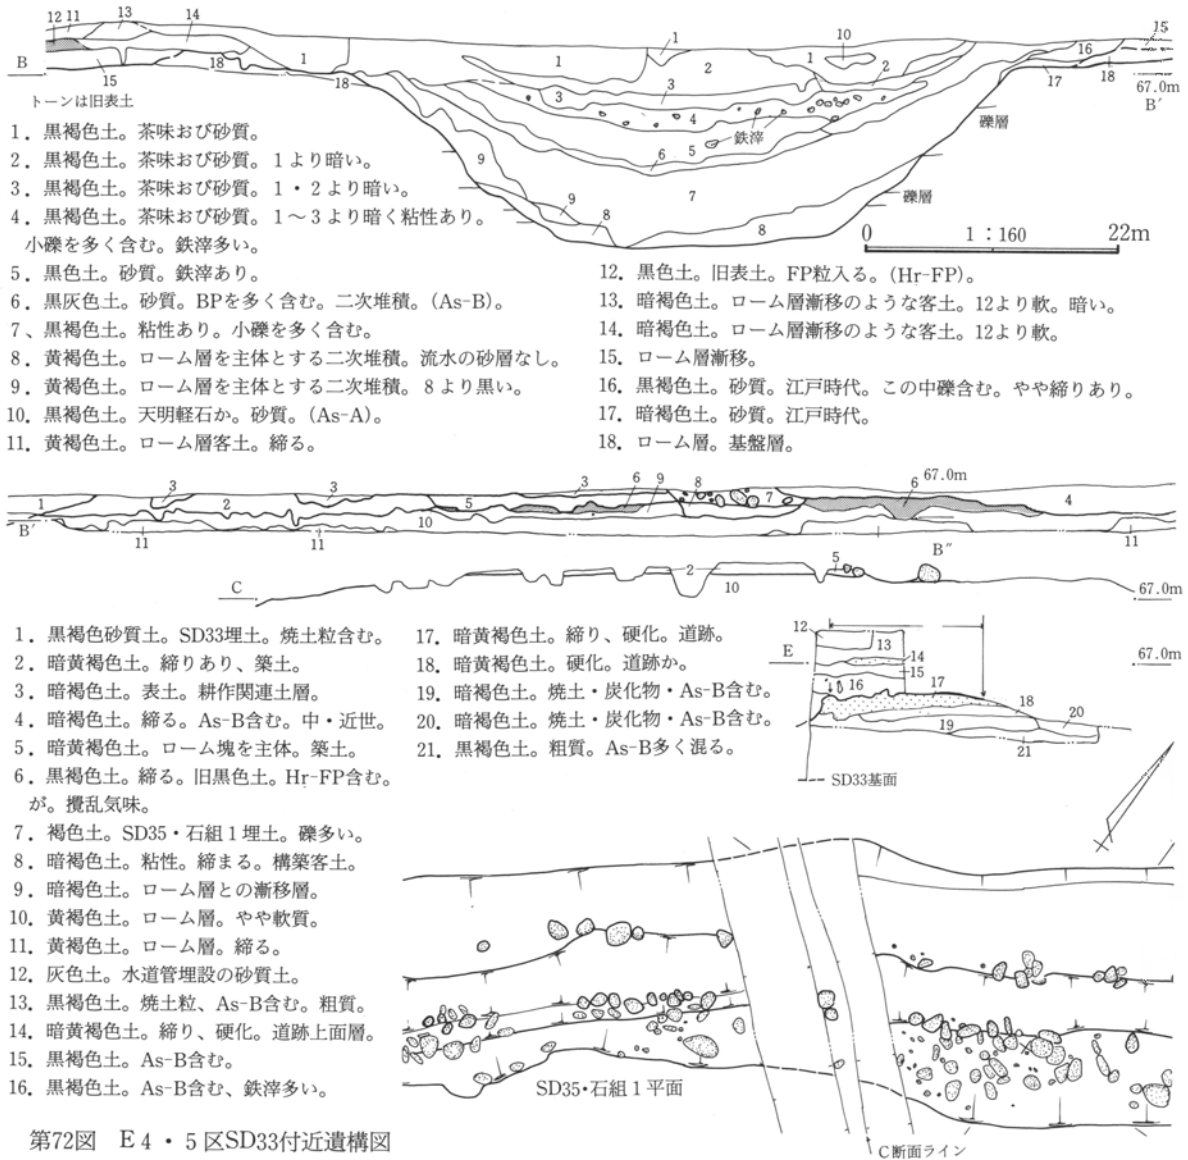 12 11 13 14 1 10 15
B 15 18 1 18 1 2 1 2 16 17 18 67.0m B′
3 3 4 鉄滓 礫層
トーンは旧表土
9 6 5 7 9 8 8 礫層
0 1：160 22m
1．黒褐色土。茶味おび砂質。
2．黒褐色土。茶味おび砂質。1より暗い。
3．黒褐色土。茶味おび砂質。1・2より暗い。
4．黒褐色土。茶味おび砂質。1～3より暗く粘性あり。
小礫を多く含む。鉄滓多い。
5．黒色土。砂質。鉄滓あり。
6．黒灰色土。砂質。BPを多く含む。二次堆積。(As-B)。
7、黒褐色土。粘性あり。小礫を多く含む。
8．黄褐色土。ローム層を主体とする二次堆積。流水の砂層なし。
9．黄褐色土。ローム層を主体とする二次堆積。8より黒い。
10．黒褐色土。天明軽石か。砂質。(As-A)。
11．黄褐色土。ローム層客土。締る。
12．黒色土。旧表土。FP粒入る。(Hr-FP)。
13．暗褐色土。ローム層漸移のような客土。12より軟。暗い。
14．暗褐色土。ローム層漸移のような客土。12より軟。
15．ローム層漸移。
16．黒褐色土。砂質。江戸時代。この中礫含む。やや締りあり。
17．暗褐色土。砂質。江戸時代。
18．ローム層。基盤層。
1 3 2 3 5 3 6 9 8 7 6 67.0m 4
B′ 11 11 10 B″ 11
C 2 10 5 67.0m
1．黒褐色砂質土。SD33埋土。焼土粒含む。
2．暗黄褐色土。締りあり、築土。
3．暗褐色土。表土。耕作関連土層。
4．暗褐色土。締る。As-B含む。中・近世。
5．暗黄褐色土。ローム塊を主体。築土。
6．黒褐色土。締る。旧黒色土。Hr-FP含む。
が。攪乱気味。
7．褐色土。SD35・石組1埋土。礫多い。
8．暗褐色土。粘性。締まる。構築客土。
9．暗褐色土。ローム層との漸移層。
10．黄褐色土。ローム層。やや軟質。
11．黄褐色土。ローム層。締る。
12．灰色土。水道管埋設の砂質土。
13．黒褐色土。焼土粒、As-B含む。粗質。
14．暗黄褐色土。締り、硬化。道跡上面層。
15．黒褐色土。As-B含む。
16．黒褐色土。As-B含む、鉄滓多い。
17．暗黄褐色土。締り、硬化。道跡。
18．暗黄褐色土。硬化。道跡か。
19．暗褐色土。焼土・炭化物・As-B含む。
20．暗褐色土。焼土・炭化物・As-B含む。
21．黒褐色土。粗質。As-B多く混る。
E 12 13 14 15 16 17 18 19 20 21 67.0m
SD33基面
SD35・石組1平面
C断面ライン
第72図　E4・5区SD33付近遺構図